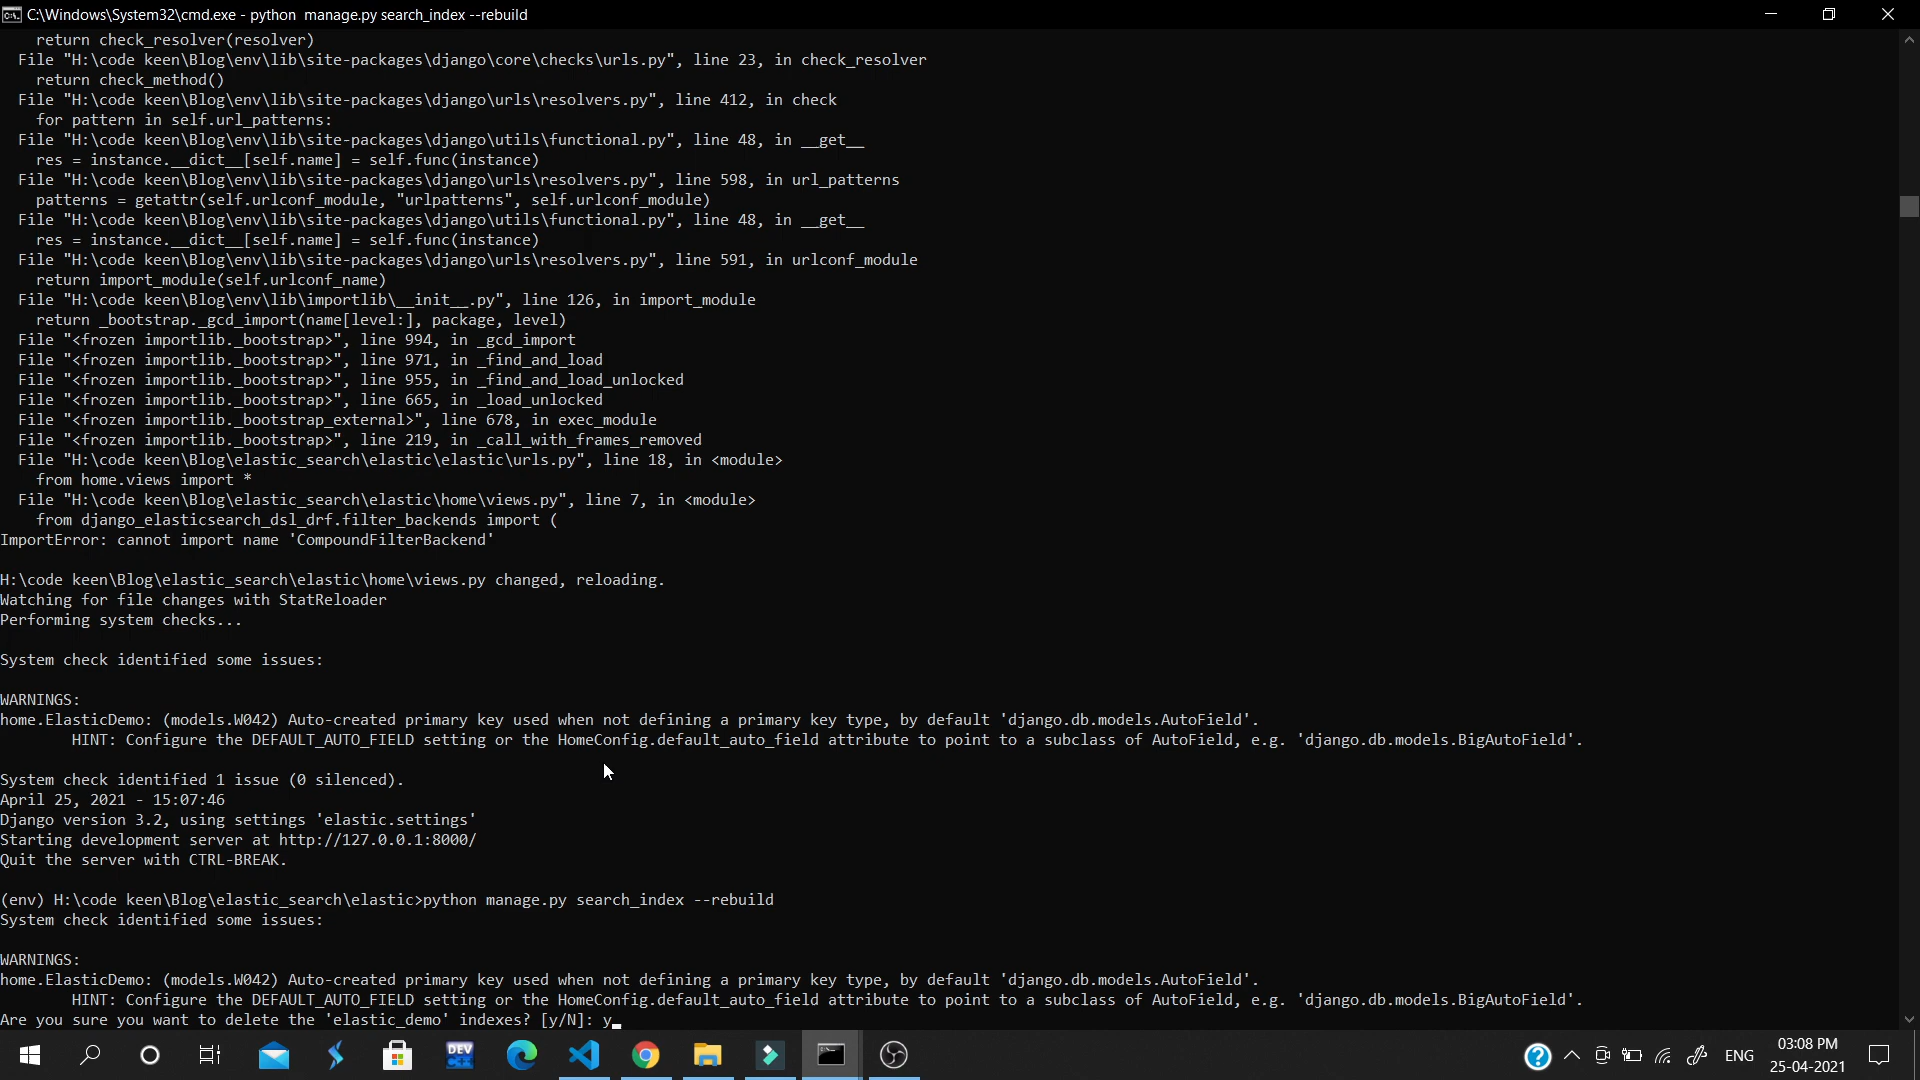 C:\Windows\System32\cmd.exe - python  manage.py search_index --rebuild
    return check_resolver(resolver)
  File "H:\code keen\Blog\env\lib\site-packages\django\core\checks\urls.py", line 23, in check_resolver
    return check_method()
  File "H:\code keen\Blog\env\lib\site-packages\django\urls\resolvers.py", line 412, in check
    for pattern in self.url_patterns:
  File "H:\code keen\Blog\env\lib\site-packages\django\utils\functional.py", line 48, in __get__
    res = instance.__dict__[self.name] = self.func(instance)
  File "H:\code keen\Blog\env\lib\site-packages\django\urls\resolvers.py", line 598, in url_patterns
    patterns = getattr(self.urlconf_module, "urlpatterns", self.urlconf_module)
  File "H:\code keen\Blog\env\lib\site-packages\django\utils\functional.py", line 48, in __get__
    res = instance.__dict__[self.name] = self.func(instance)
  File "H:\code keen\Blog\env\lib\site-packages\django\urls\resolvers.py", line 591, in urlconf_module
    return import_module(self.urlconf_name)
  File "H:\code keen\Blog\env\lib\importlib\__init__.py", line 126, in import_module
    return _bootstrap._gcd_import(name[level:], package, level)
  File "<frozen importlib._bootstrap>", line 994, in _gcd_import
  File "<frozen importlib._bootstrap>", line 971, in _find_and_load
  File "<frozen importlib._bootstrap>", line 955, in _find_and_load_unlocked
  File "<frozen importlib._bootstrap>", line 665, in _load_unlocked
  File "<frozen importlib._bootstrap_external>", line 678, in exec_module
  File "<frozen importlib._bootstrap>", line 219, in _call_with_frames_removed
  File "H:\code keen\Blog\elastic_search\elastic\elastic\urls.py", line 18, in <module>
    from home.views import *
  File "H:\code keen\Blog\elastic_search\elastic\home\views.py", line 7, in <module>
    from django_elasticsearch_dsl_drf.filter_backends import (
ImportError: cannot import name 'CompoundFilterBackend'
H:\code keen\Blog\elastic_search\elastic\home\views.py changed, reloading.
Watching for file changes with StatReloader
Performing system checks...
System check identified some issues:
WARNINGS:
home.ElasticDemo: (models.W042) Auto-created primary key used when not defining a primary key type, by default 'django.db.models.AutoField'.
        HINT: Configure the DEFAULT_AUTO_FIELD setting or the HomeConfig.default_auto_field attribute to point to a subclass of AutoField, e.g. 'django.db.models.BigAutoField'.
System check identified 1 issue (0 silenced).
April 25, 2021 - 15:07:46
Django version 3.2, using settings 'elastic.settings'
Starting development server at http://127.0.0.1:8000/
Quit the server with CTRL-BREAK.
(env) H:\code keen\Blog\elastic_search\elastic>python manage.py search_index --rebuild
System check identified some issues:
WARNINGS:
home.ElasticDemo: (models.W042) Auto-created primary key used when not defining a primary key type, by default 'django.db.models.AutoField'.
        HINT: Configure the DEFAULT_AUTO_FIELD setting or the HomeConfig.default_auto_field attribute to point to a subclass of AutoField, e.g. 'django.db.models.BigAutoField'.
Are you sure you want to delete the 'elastic_demo' indexes? [y/N]: y
DEV
C++
ENG
03:08 PM
25-04-2021